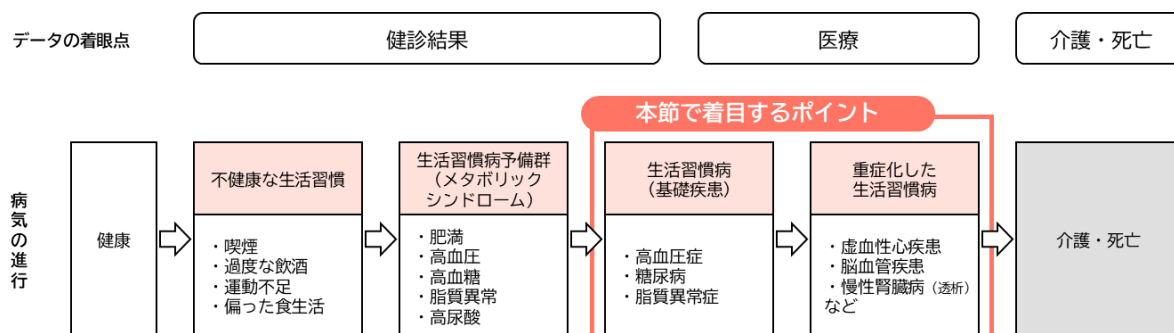 データの着眼点
健診結果
医療
介護・死亡
本節で着目するポイント
病気の進行
健康
不健康な生活習慣
・喫煙
・過度な飲酒
・運動不足
・偏った食生活
生活習慣病予備群
（メタボリック
シンドローム）
・肥満
・高血圧
・高血糖
・脂質異常
・高尿酸
生活習慣病
（基礎疾患）
・高血圧症
・糖尿病
・脂質異常症
重症化した
生活習慣病
・虚血性心疾患
・脳血管疾患
・慢性腎臓病（透析）
など
介護・死亡